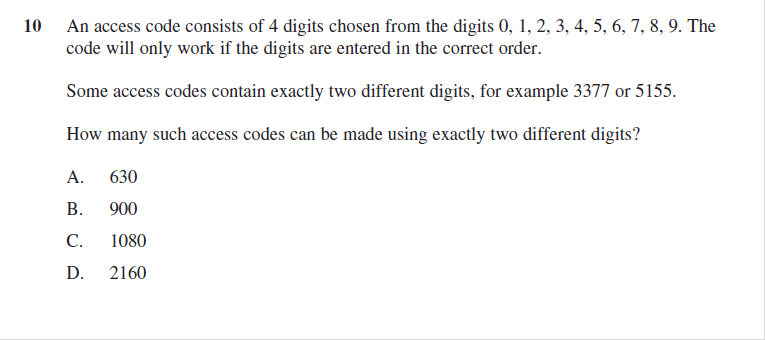 10 An access code consists of 4 digits chosen from the digits 0, 1, 2, 3, 4, 5, 6, 7, 8, 9. The
code will only work if the digits are entered in the correct order.
Some access codes contain exactly two different digits, for example 3377 or 5155.
How many such access codes can be made using exactly two different digits?
A. 630
B. 900
C. 1080
D. 2160